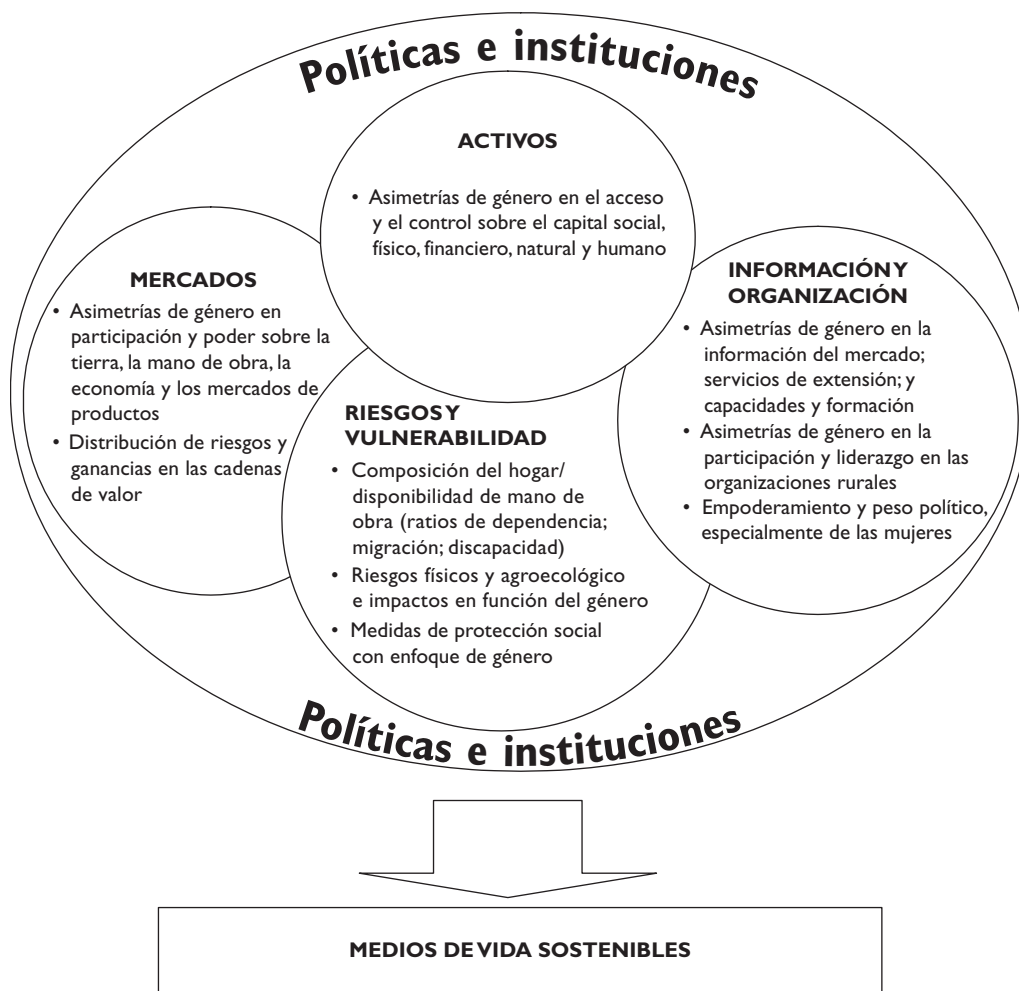 Políticas e instituciones
ACTIVOS
• Asimetrías de género en el acceso
y el control sobre el capital social,
físico, financiero, natural y humano
MERCADOS
• Asimetrías de género en
participación y poder sobre la
tierra, la mano de obra, la
economía y los mercados de
productos
• Distribución de riesgos y
ganancias en las cadenas
de valor
INFORMACIÓN Y
ORGANIZACIÓN
• Asimetrías de género en la
información del mercado;
servicios de extensión; y
capacidades y formación
• Asimetrías de género en la
participación y liderazgo en las
organizaciones rurales
• Empoderamiento y peso político,
especialmente de las mujeres
RIESGOS Y
VULNERABILIDAD
• Composición del hogar/
disponibilidad de mano de
obra (ratios de dependencia;
migración; discapacidad)
• Riesgos físicos y agroecológico
e impactos en función del género
• Medidas de protección social
con enfoque de género
Políticas e instituciones
MEDIOS DE VIDA SOSTENIBLES